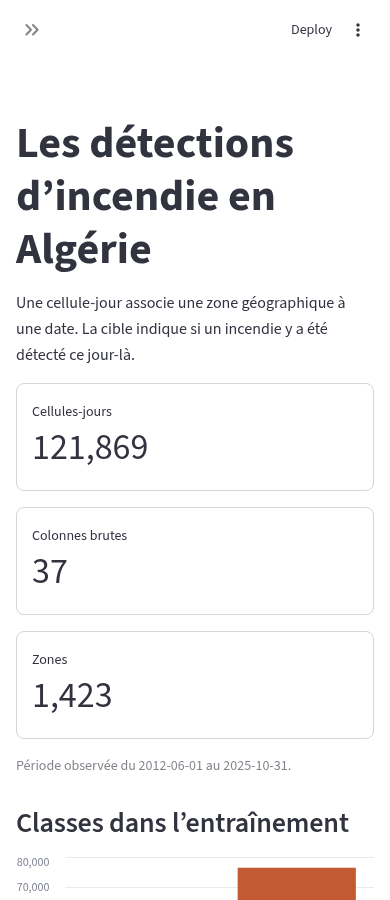 Deploy
Les détections
d’incendie en
Algérie
Une cellule-jour associe une zone géographique à
une date. La cible indique si un incendie y a été
détecté ce jour-là.
Cellules-jours
121,869
Colonnes brutes
37
Zones
1,423
Période observée du 2012-06-01 au 2025-10-31.
Classes dans l’entraînement
80,000
70,000